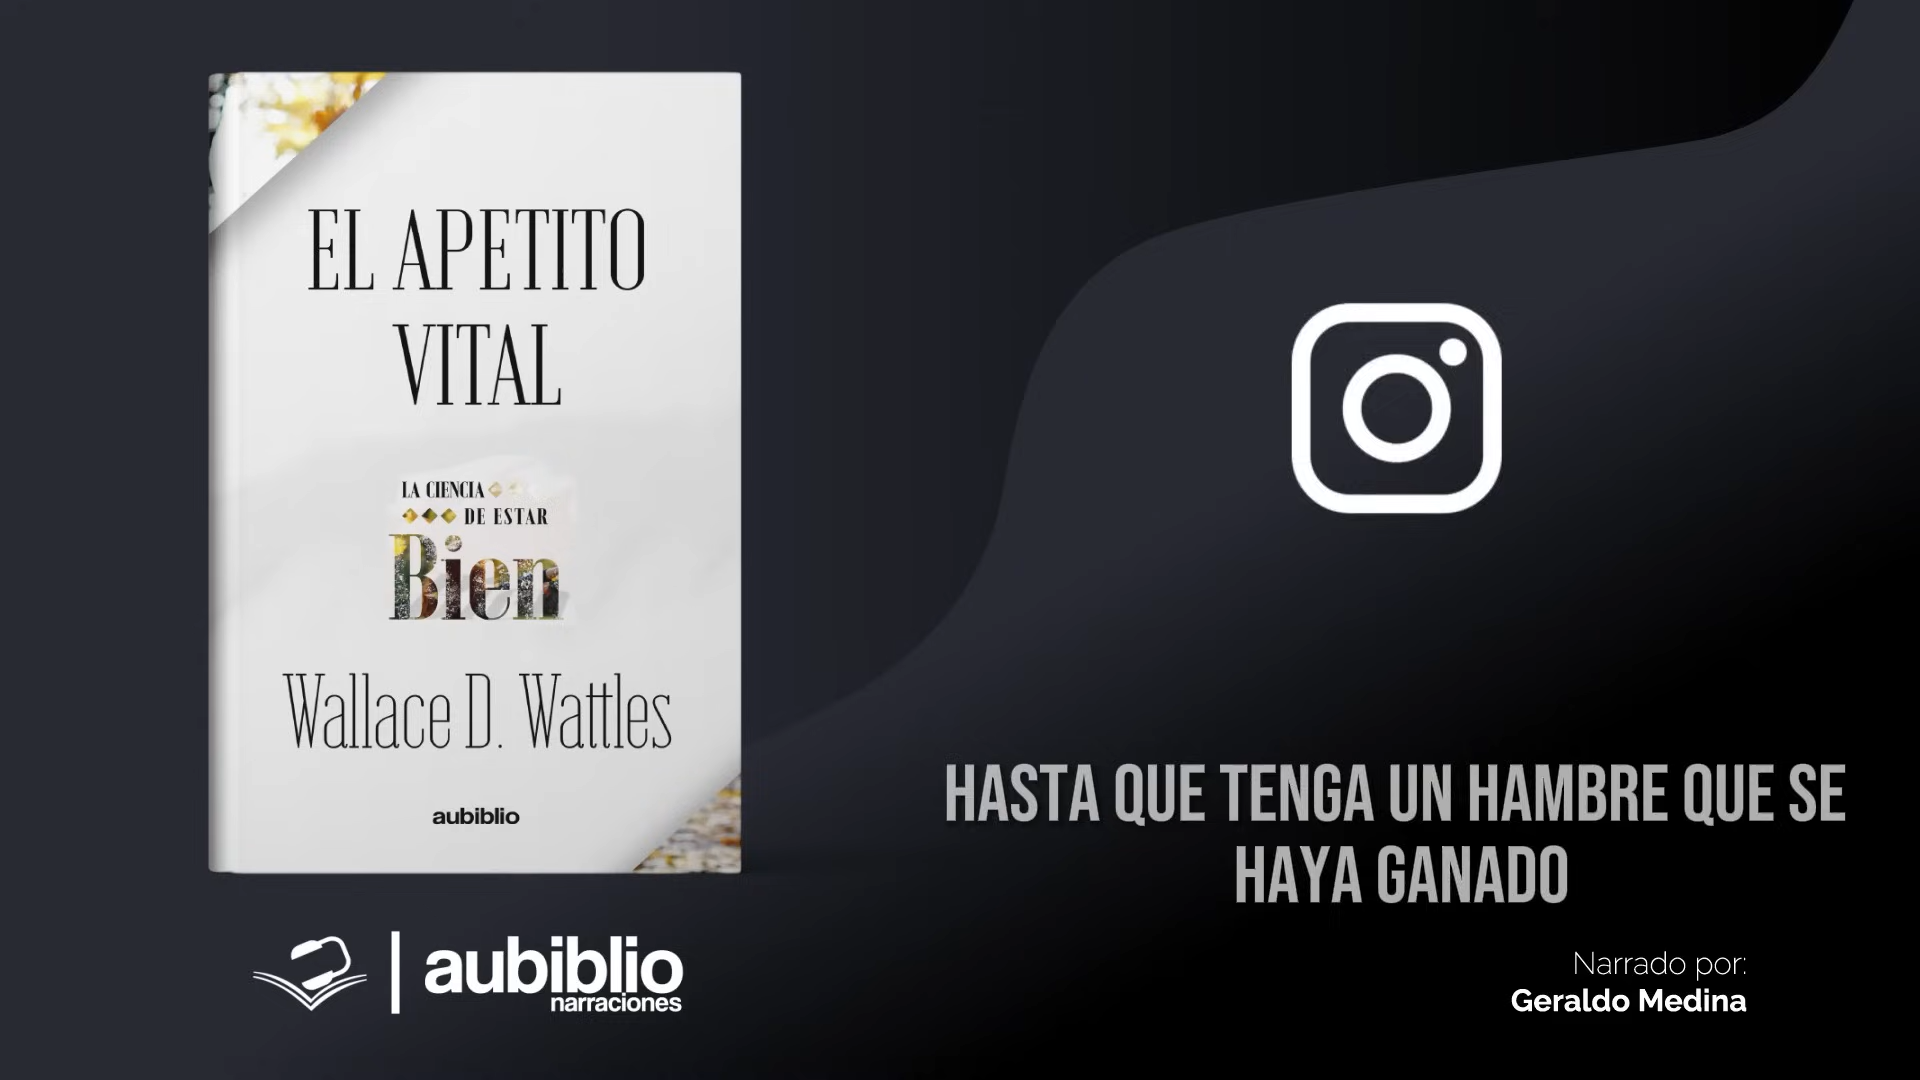 EL APETITO
VITAL
LA CIENCIA
DE ESTAR
Bien
Wallace D. Wattles
aubiblio
aubiblio
narraciones
HASTA QUE TENGA UN HAMBRE QUE SE
HAYA GANADO
Narrado por:
Geraldo Medina